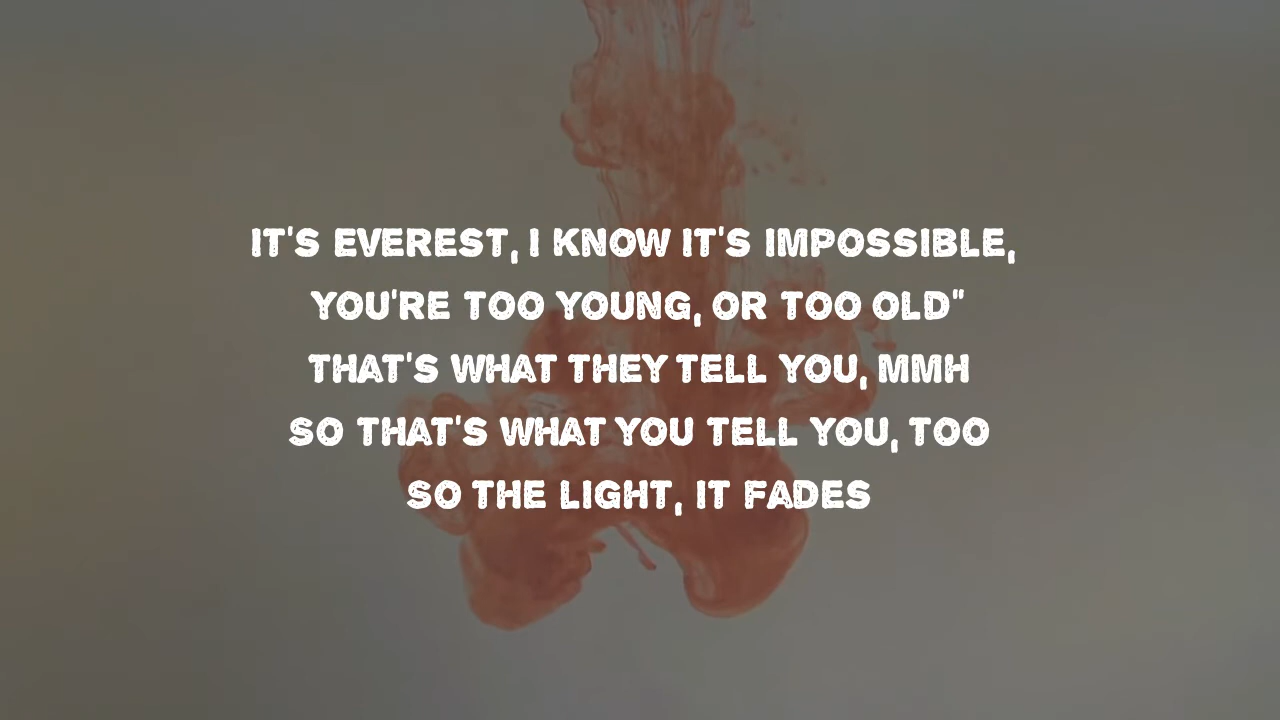 IT'S EVEREST, I KNOW IT'S IMPOSSIBLE,
YOU'RE TOO YOUNG, OR TOO OLD"
THAT'S WHAT THEY TELL YOU, MMH
SO THAT'S WHAT YOU TELL YOU, TOO
SO THE LIGHT, IT FADES